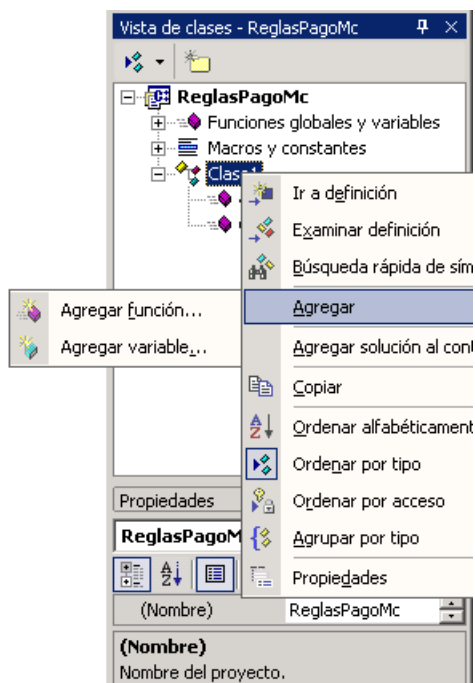 Vista de clases - ReglasPagoMc
ReglasPagoMc
Funciones globales y variables
Macros y constantes
Ir a definición
Examinar definición
Búsqueda rápida de sím
Agregar función...
Agregar
Agregar variable...
Agregar solución al cont
Copiar
Ordenar alfabéticament
Ordenar por tipo
Propiedades
Ordenar por acceso
ReglasPagoM
Agrupar por tipo
Propiedades
(Nombre) ReglasPagoMc
(Nombre)
Nombre del proyecto.